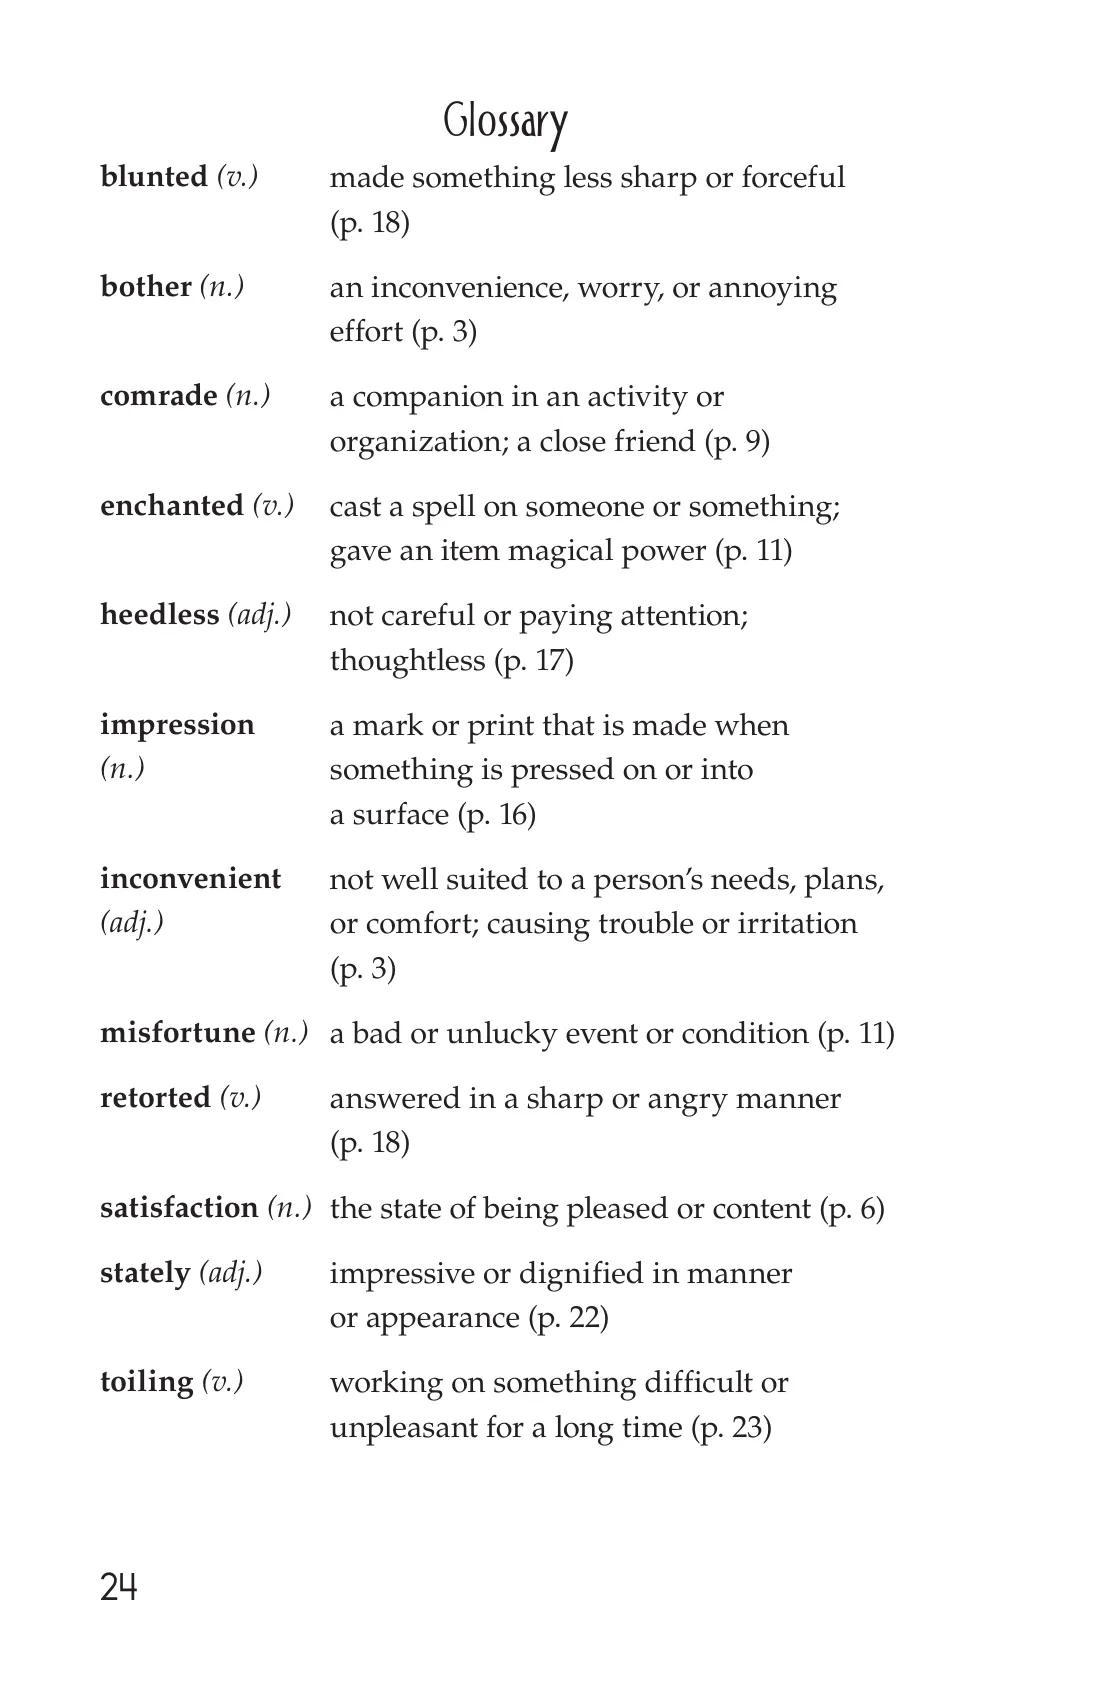 Glossary
blunted (v.) made something less sharp or forceful
(p. 18)
bother (n.) an inconvenience, worry, or annoying
effort (p. 3)
comrade (n.) a companion in an activity or
organization; a close friend (p. 9)
enchanted (v.) cast a spell on someone or something;
gave an item magical power (p. 11)
heedless (adj.) not careful or paying attention;
thoughtless (p. 17)
impression a mark or print that is made when
(n.) something is pressed on or into
a surface (p. 16)
inconvenient not well suited to a person’s needs, plans,
(adj.) or comfort; causing trouble or irritation
(p. 3)
misfortune (n.) a bad or unlucky event or condition (p. 11)
retorted (v.) answered in a sharp or angry manner
(p. 18)
satisfaction (n.) the state of being pleased or content (p. 6)
stately (adj.) impressive or dignified in manner
or appearance (p. 22)
toiling (v.) working on something difficult or
unpleasant for a long time (p. 23)
24